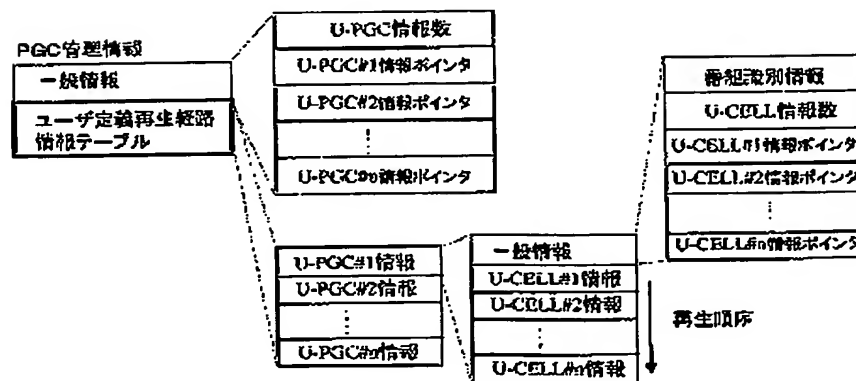 PGC管理情報
一般情報
ユーザ定義再生経路
情報テーブル
U-PGC情報数
U-PGC#1情報ポインタ
U-PGC#2情報ポインタ
⋮
U-PGC#n情報ポインタ
U-PGC#1情報
U-PGC#2情報
⋮
U-PGC#n情報
一般情報
U-CELL#1情報
U-CELL#2情報
⋮
U-CELL#n情報
再生順序
番組識別情報
U-CELL情報数
U-CELL#1情報ポインタ
U-CELL#2情報ポインタ
⋮
U-CELL#n情報ポインタ